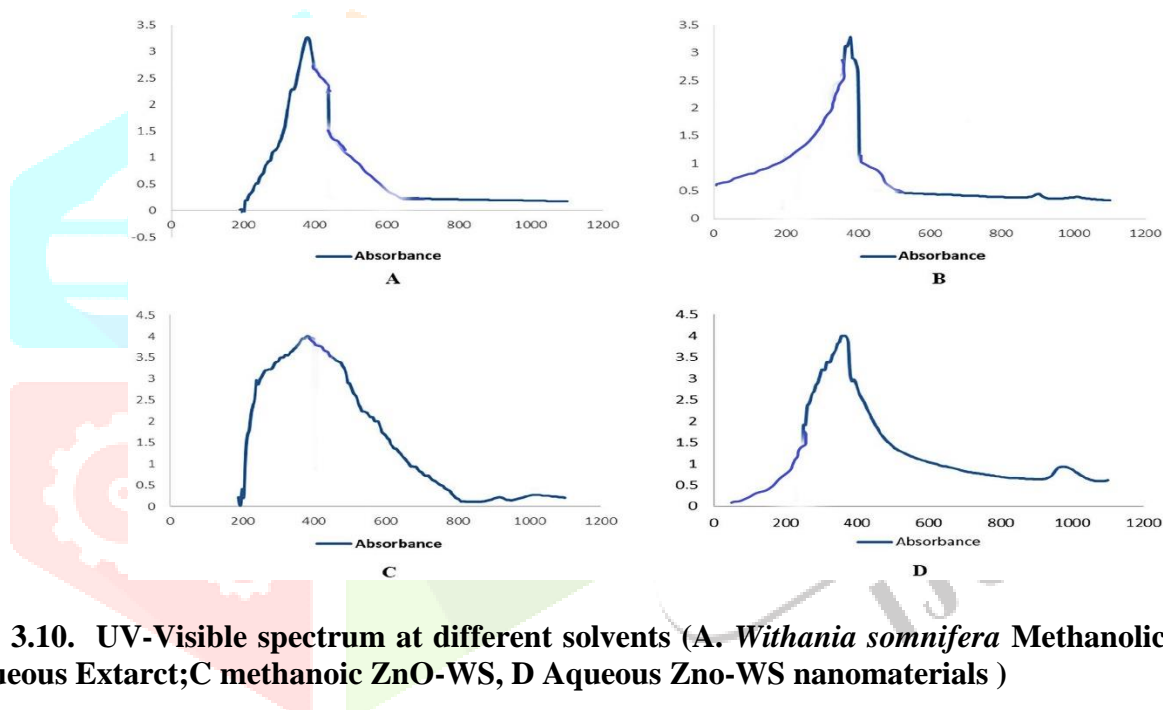 3.5
3
2.5
2
1.5
1
0.5
0
-0.5
0 200 400 600 800 1000 1200
Absorbance
A
3.5
3
2.5
2
1.5
1
0.5
0
0 200 400 600 800 1000 1200
Absorbance
B
4.5
4
3.5
3
2.5
2
1.5
1
0.5
0
0 200 400 600 800 1000 1200
Absorbance
C
4.5
4
3.5
3
2.5
2
1.5
1
0.5
0
0 200 400 600 800 1000 1200
Absorbance
D
3.10. UV-Visible spectrum at different solvents (A. Withania somnifera Methanolic
ueous Extarct;C methanoic ZnO-WS, D Aqueous Zno-WS nanomaterials )